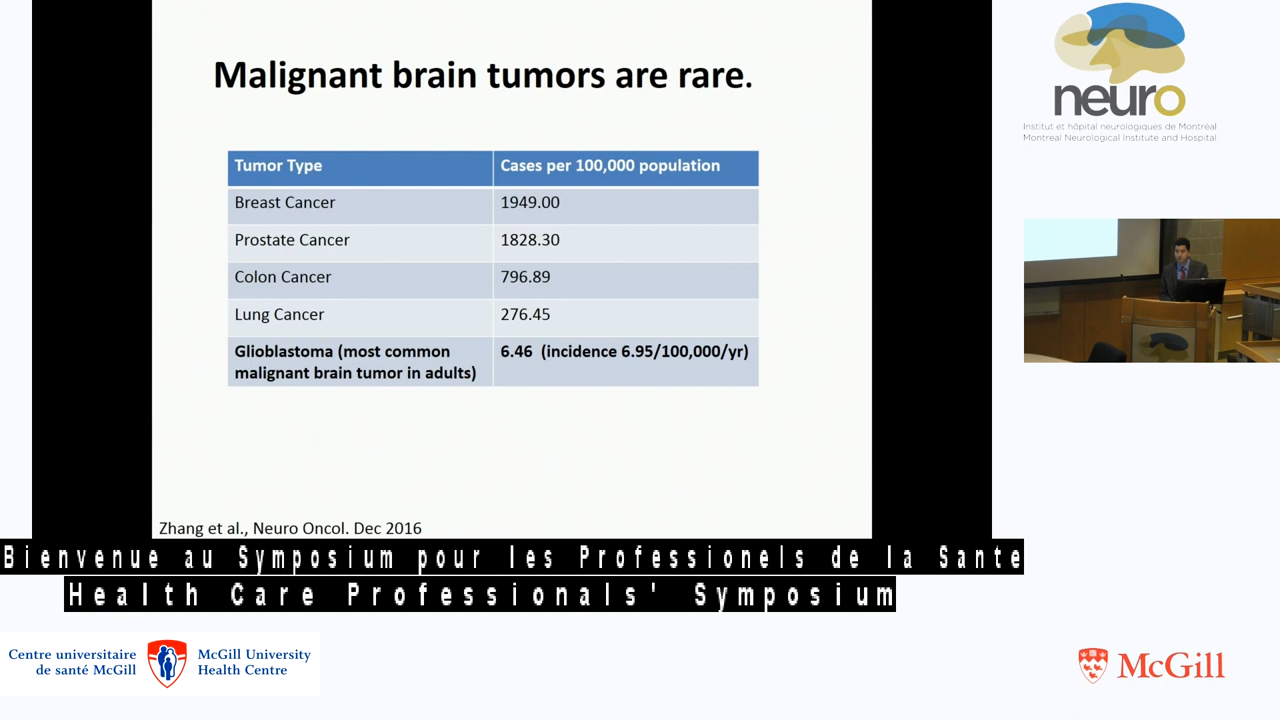 Malignant brain tumors are rare.
Tumor Type
Cases per 100,000 population
Breast Cancer
1949.00
Prostate Cancer
1828.30
Colon Cancer
796.89
Lung Cancer
276.45
Glioblastoma (most common
malignant brain tumor in adults)
6.46 (incidence 6.95/100,000/yr)
Zhang et al., Neuro Oncol. Dec 2016
Bienvenue au Symposium pour les Professionels de la Sante
Health Care Professionals' Symposium
neuro
Institut et hôpital neurologiques de Montréal
Montreal Neurological Institute and Hospital
Centre universitaire
de santé McGill
McGill University
Health Centre
McGill